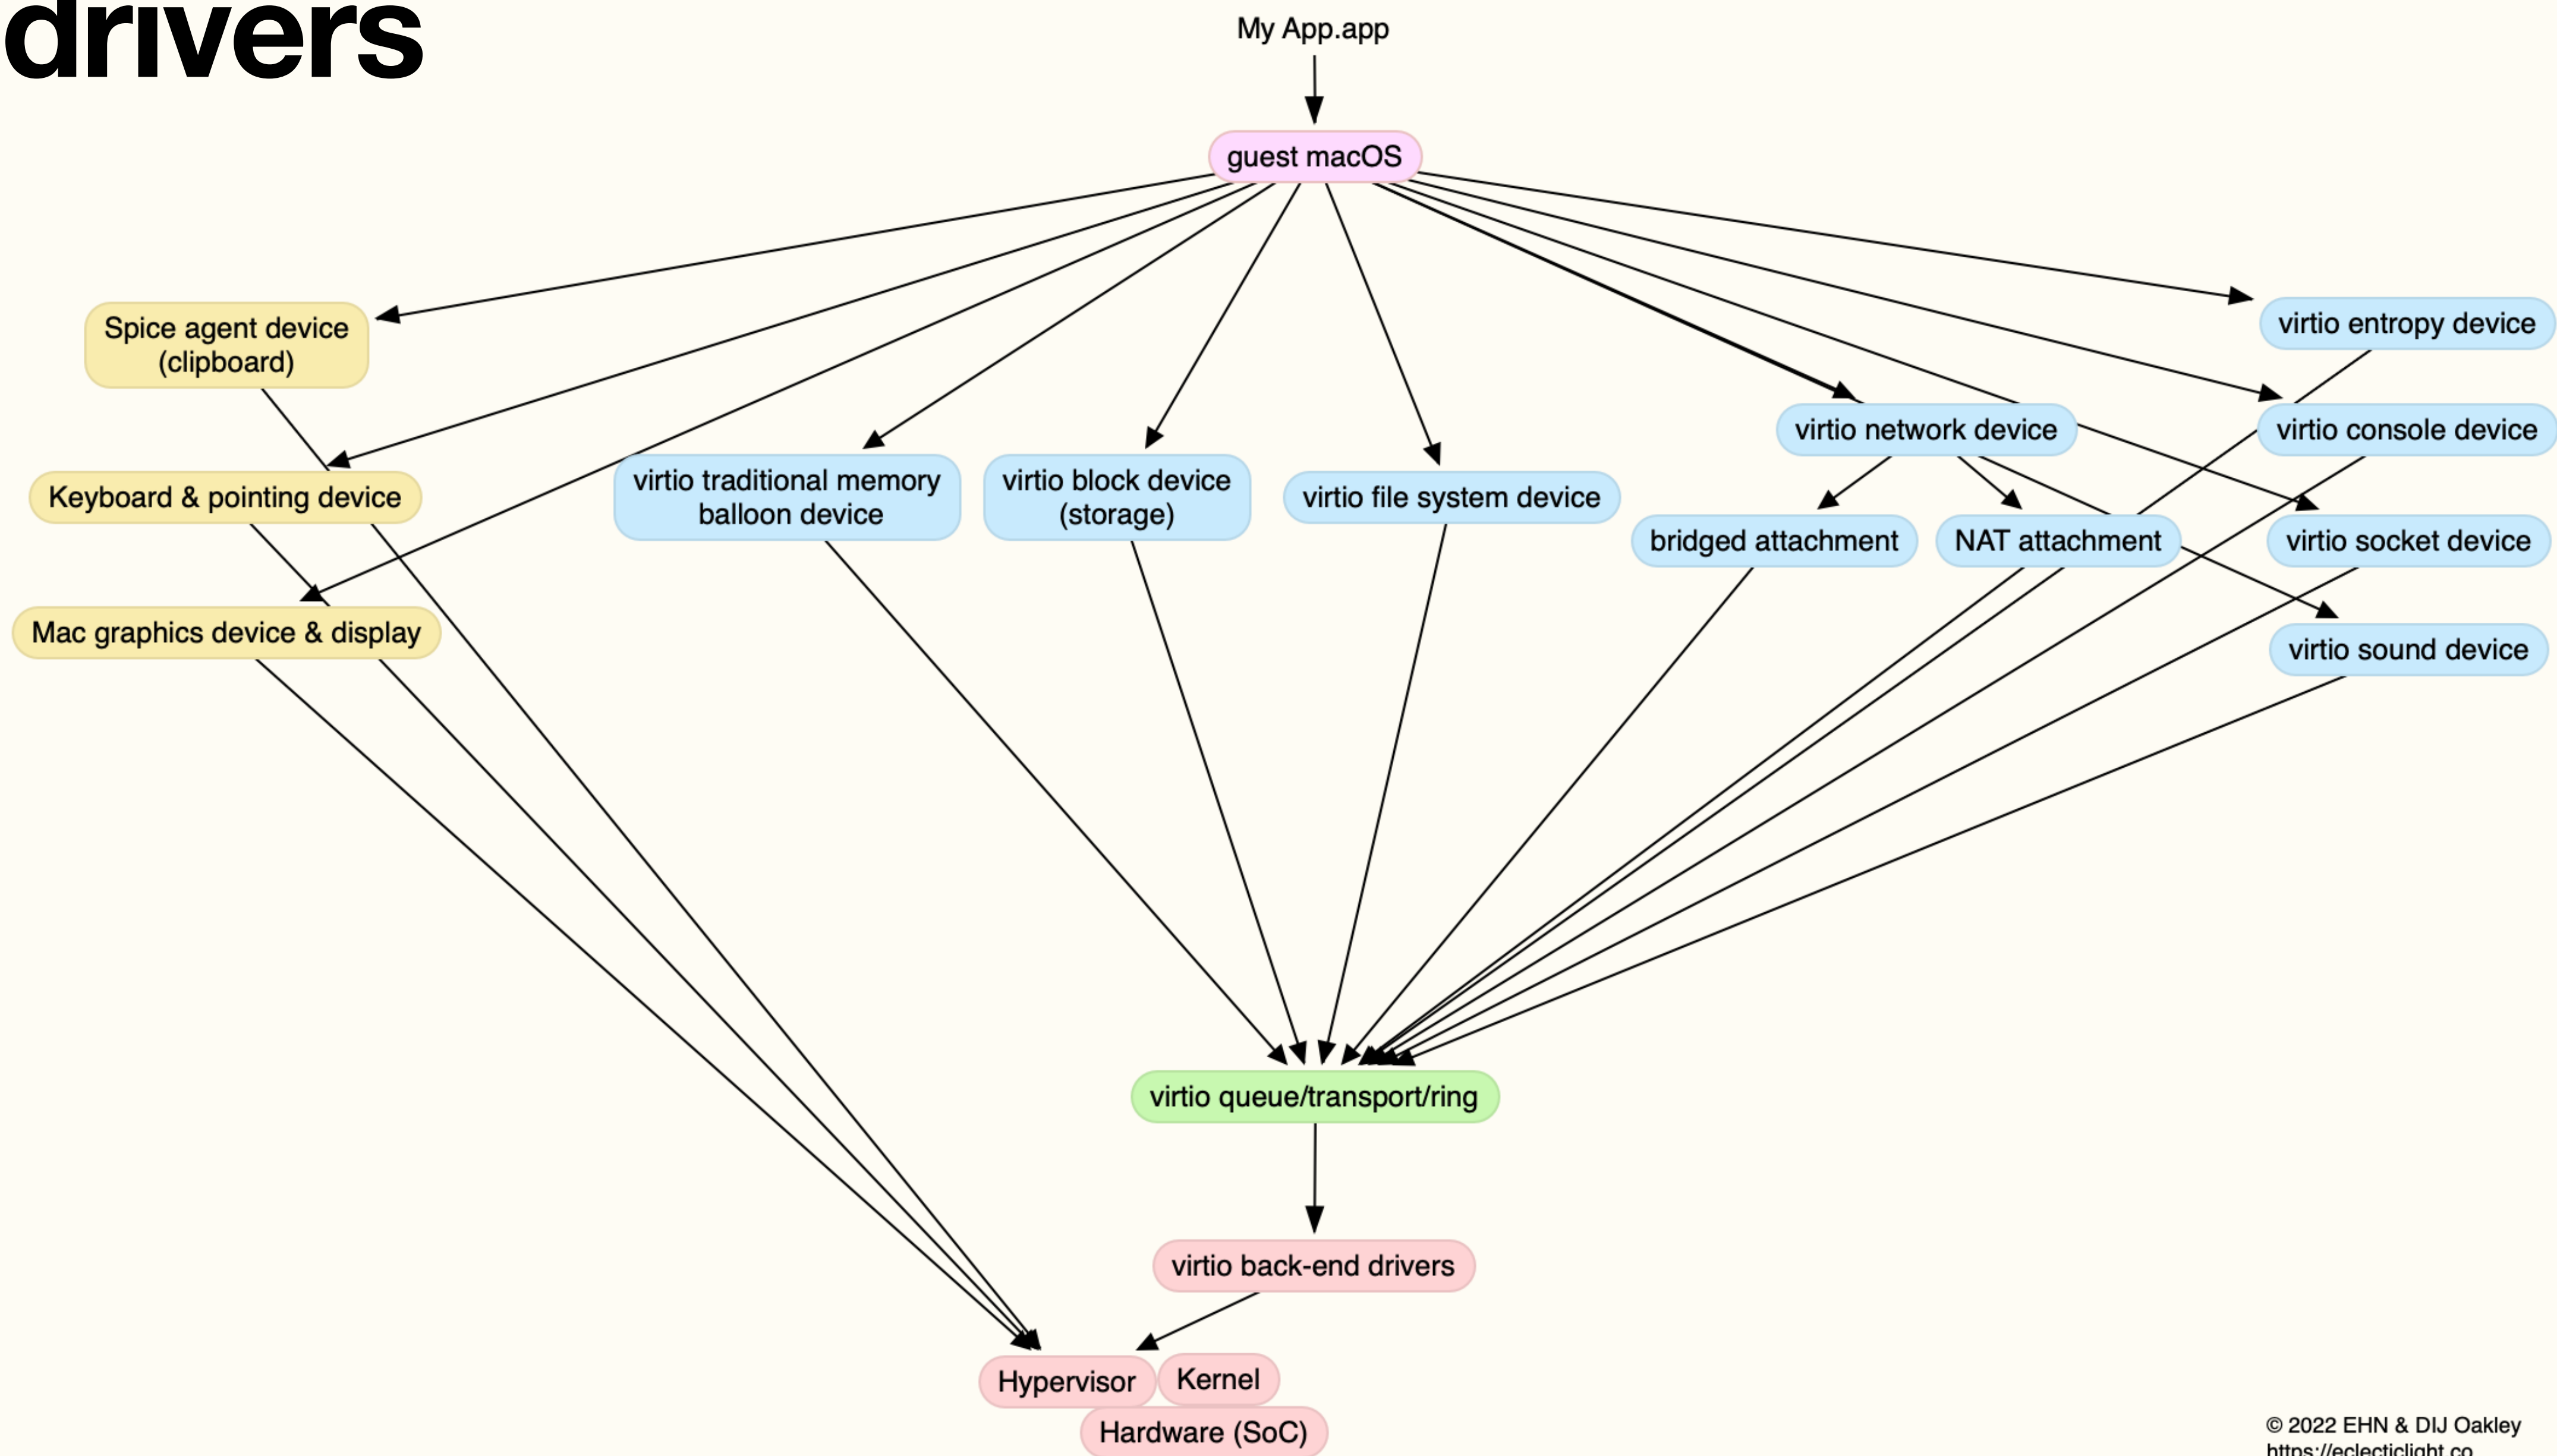 drivers
My App.app
guest macOS
Spice agent device
(clipboard)
virtio entropy device
virtio network device
virtio console device
Keyboard & pointing device
virtio traditional memory
balloon device
virtio block device
(storage)
virtio file system device
bridged attachment
NAT attachment
virtio socket device
Mac graphics device & display
virtio sound device
virtio queue/transport/ring
virtio back-end drivers
Hypervisor
Kernel
Hardware (SoC)
© 2022 EHN & DIJ Oakley
https://eclecticlight.co